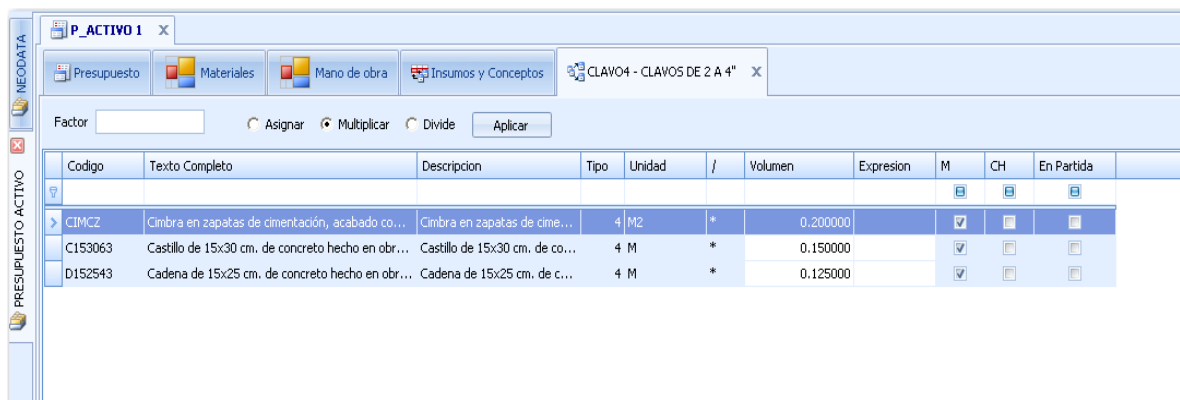 NEODATA
PRESUPUESTO ACTIVO
P_ACTIVO 1 X
Presupuesto Materiales Mano de obra Insumos y Conceptos CLAVO4 - CLAVOS DE 2 A 4" X
Factor Asignar Multiplicar Divide Aplicar
Codigo Texto Completo Descripcion Tipo Unidad / Volumen Expresion M CH En Partida
CIMCZ Cimbra en zapatas de cimentación, acabado co... Cimbra en zapatas de cime... 4 M2 * 0.200000
C153063 Castillo de 15x30 cm. de concreto hecho en obr... Castillo de 15x30 cm. de co... 4 M * 0.150000
D152543 Cadena de 15x25 cm. de concreto hecho en obr... Cadena de 15x25 cm. de c... 4 M * 0.125000